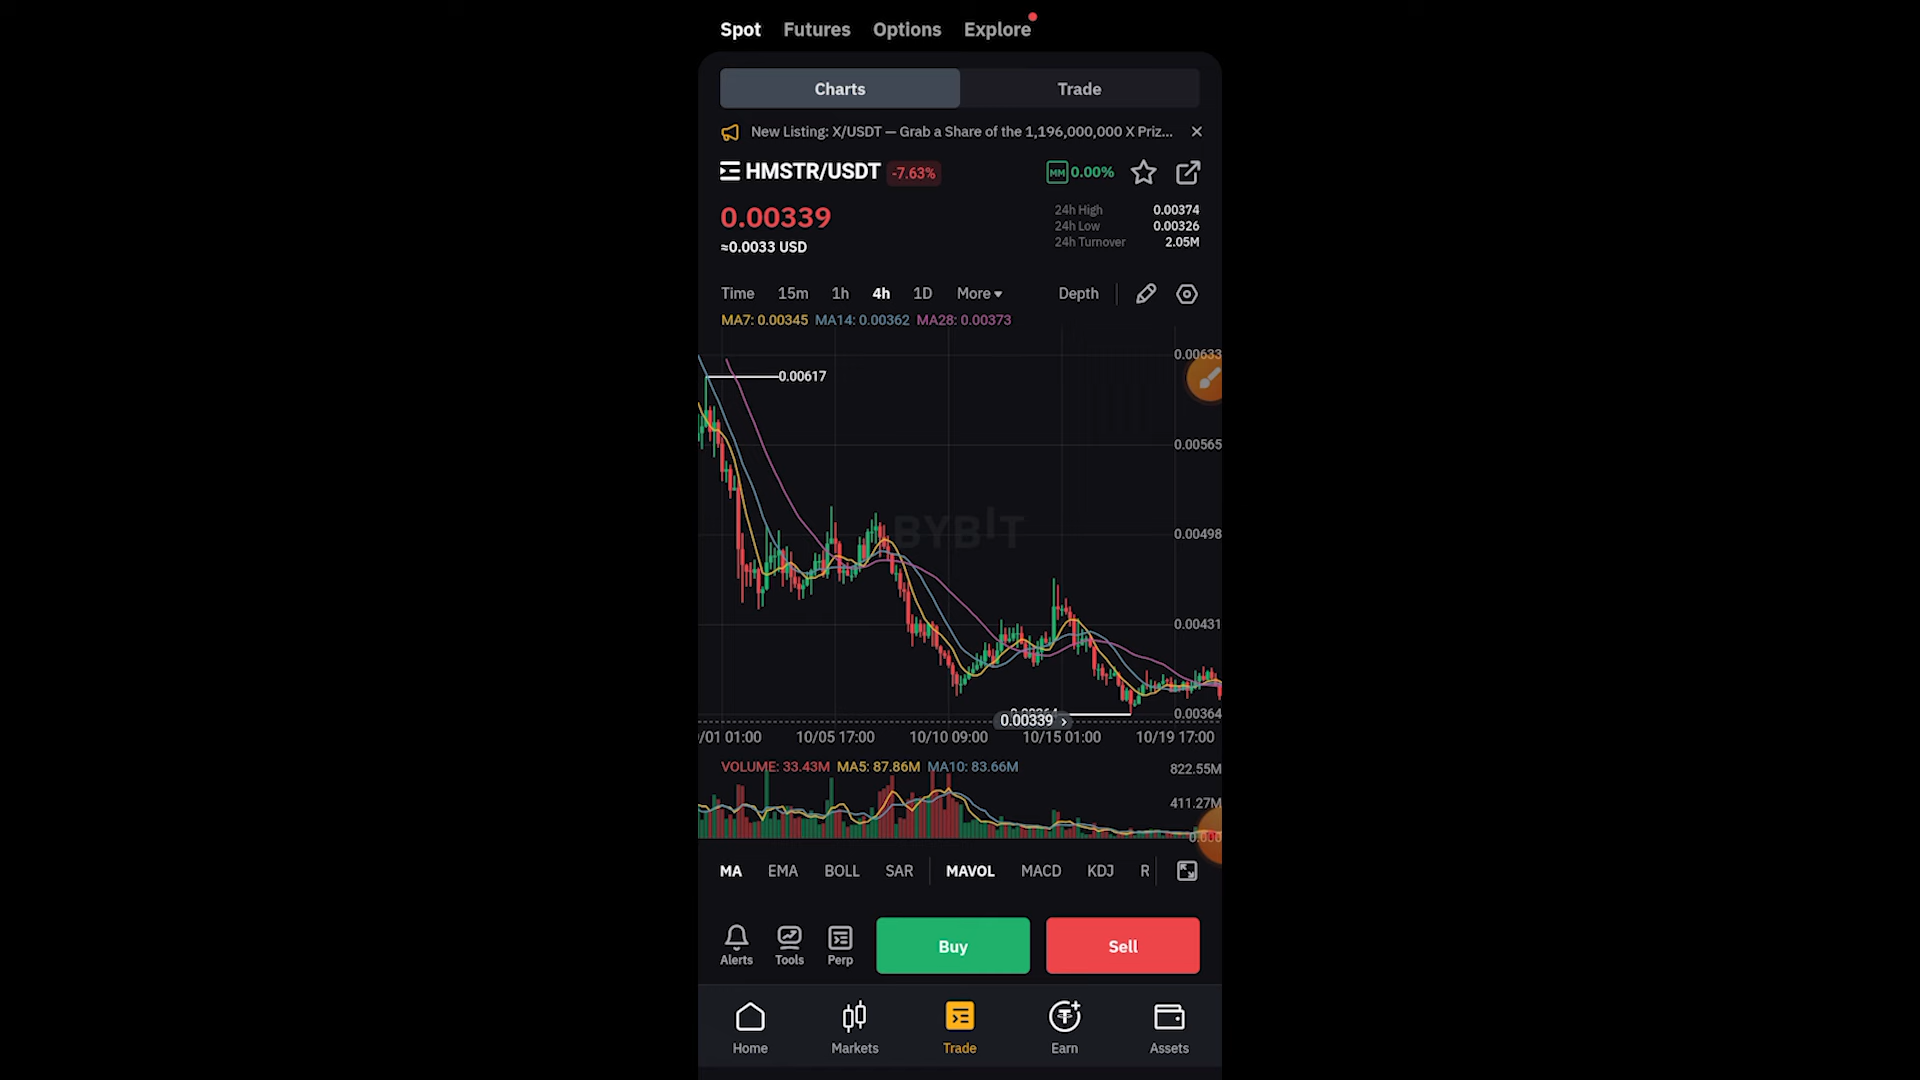 Spot Futures Options Explore
Charts Trade
New Listing: X/USDT — Grab a Share of the 1,196,000,000 X Priz...
HMSTR/USDT -7.63% MM 0.00%
0.00339
≈0.0033 USD
24h High 0.00374
24h Low 0.00326
24h Turnover 2.05M
Time 15m 1h 4h 1D More Depth
MA7: 0.00345 MA14: 0.00362 MA28: 0.00373
0.00633
0.00617
0.00565
BYBIT
0.00498
0.00431
0.00364
0.00364
0.00339
/01 01:00 10/05 17:00 10/10 09:00 10/15 01:00 10/19 17:00
VOLUME: 33.43M MA5: 87.86M MA10: 83.66M
822.55M
411.27M
0.000
MA EMA BOLL SAR MAVOL MACD KDJ R
Alerts Tools Perp Buy Sell
Home Markets Trade Earn Assets